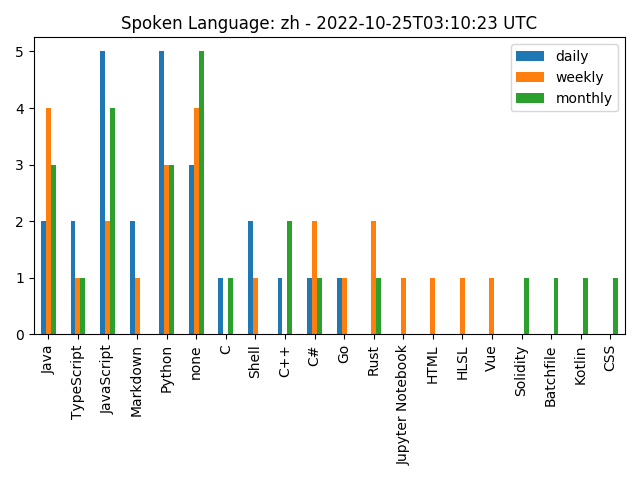 Spoken Language: zh - 2022-10-25T03:10:23 UTC
daily
weekly
monthly
5
4
3
2
1
0
Java
TypeScript
JavaScript
Markdown
Python
none
C
Shell
C++
C#
Go
Rust
Jupyter Notebook
HTML
HLSL
Vue
Solidity
Batchfile
Kotlin
CSS